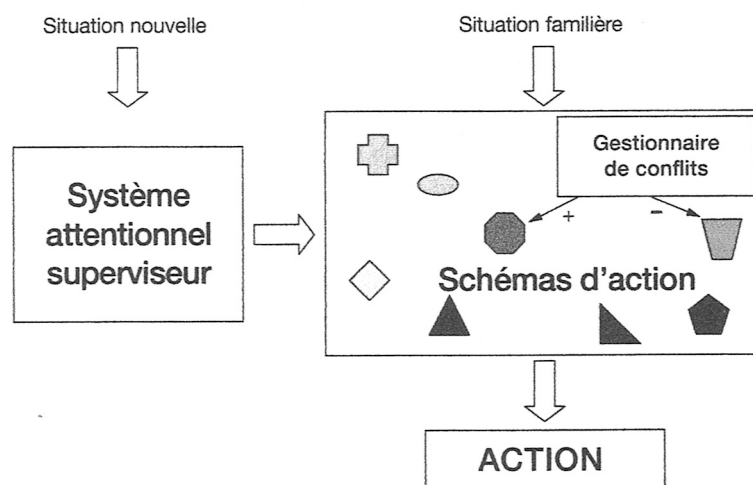 Situation nouvelle
Situation familière
Système
attentionnel
superviseur
Gestionnaire
de conflits
+
−
Schémas d'action
ACTION